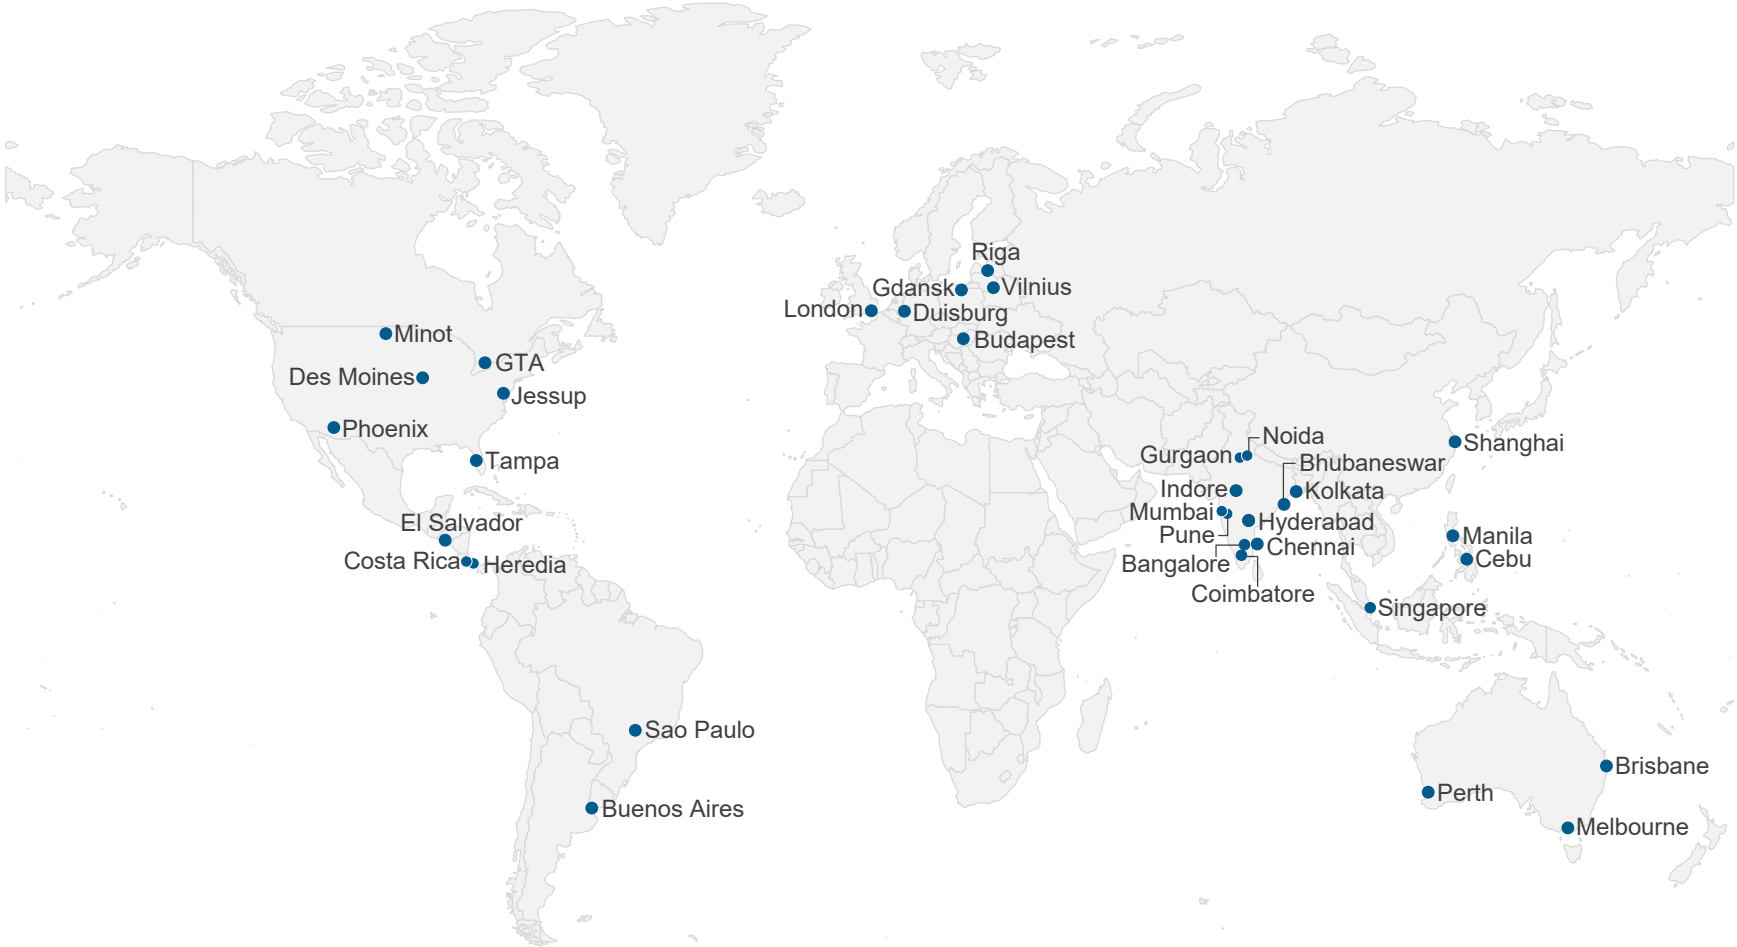 Riga
Gdansk
Vilnius
London
Duisburg
Budapest
Minot
GTA
Des Moines
Jessup
Phoenix
Tampa
El Salvador
Costa Rica
Heredia
Sao Paulo
Buenos Aires
Noida
Gurgaon
Bhubaneswar
Indore
Kolkata
Mumbai
Hyderabad
Pune
Chennai
Bangalore
Coimbatore
Shanghai
Manila
Cebu
Singapore
Brisbane
Perth
Melbourne